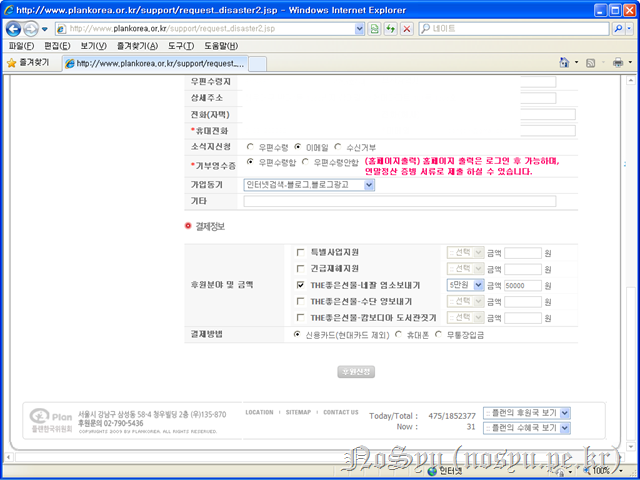 http://www.plankorea.or.kr/support/request_disaster2.jsp - Windows Internet Explorer
http://www.plankorea.or.kr/support/request_disaster2.jsp
네이트
파일(F) 편집(E) 보기(V) 즐겨찾기(A) 도구(T) 도움말(H)
즐겨찾기
http://www.plankorea.or.kr/support/request_...
우편수령지
상세주소
전화(자택)
*휴대전화
소식지신청 우편수령 이메일 수신거부
*기부영수증 우편수령함 우편수령안함 (홈페이지출력) 홈페이지 출력은 로그인 후 가능하며,
연말정산 증빙 서류로 제출 하실 수 있습니다.
가입동기 인터넷검색-블로그,블로그광고
기타
결제정보
후원분야 및 금액
특별사업지원 :: 선택 금액 원
긴급재해지원 :: 선택 금액 원
THE좋은선물-네팔 염소보내기 5만원 금액 50000 원
THE좋은선물-수단 양보내기 :: 선택 금액 원
THE좋은선물-캄보디아 도서관짓기 :: 선택 금액 원
결제방법 신용카드(현대카드 제외) 휴대폰 무통장입금
후원신청
Plan
플랜한국위원회
서울시 강남구 삼성동 58-4 청우빌딩 2층 (우)135-870
후원문의 02-790-5436
COPYRIGHTS 2009 BY PLANKOREA. ALL RIGHTS RESERVED.
LOCATION SITEMAP CONTACT US
Today/Total : 475/1852377
Now : 31
:: 플랜의 후원국 보기
:: 플랜의 수혜국 보기
NoSyu (nosyu.pe.kr)
인터넷
100%